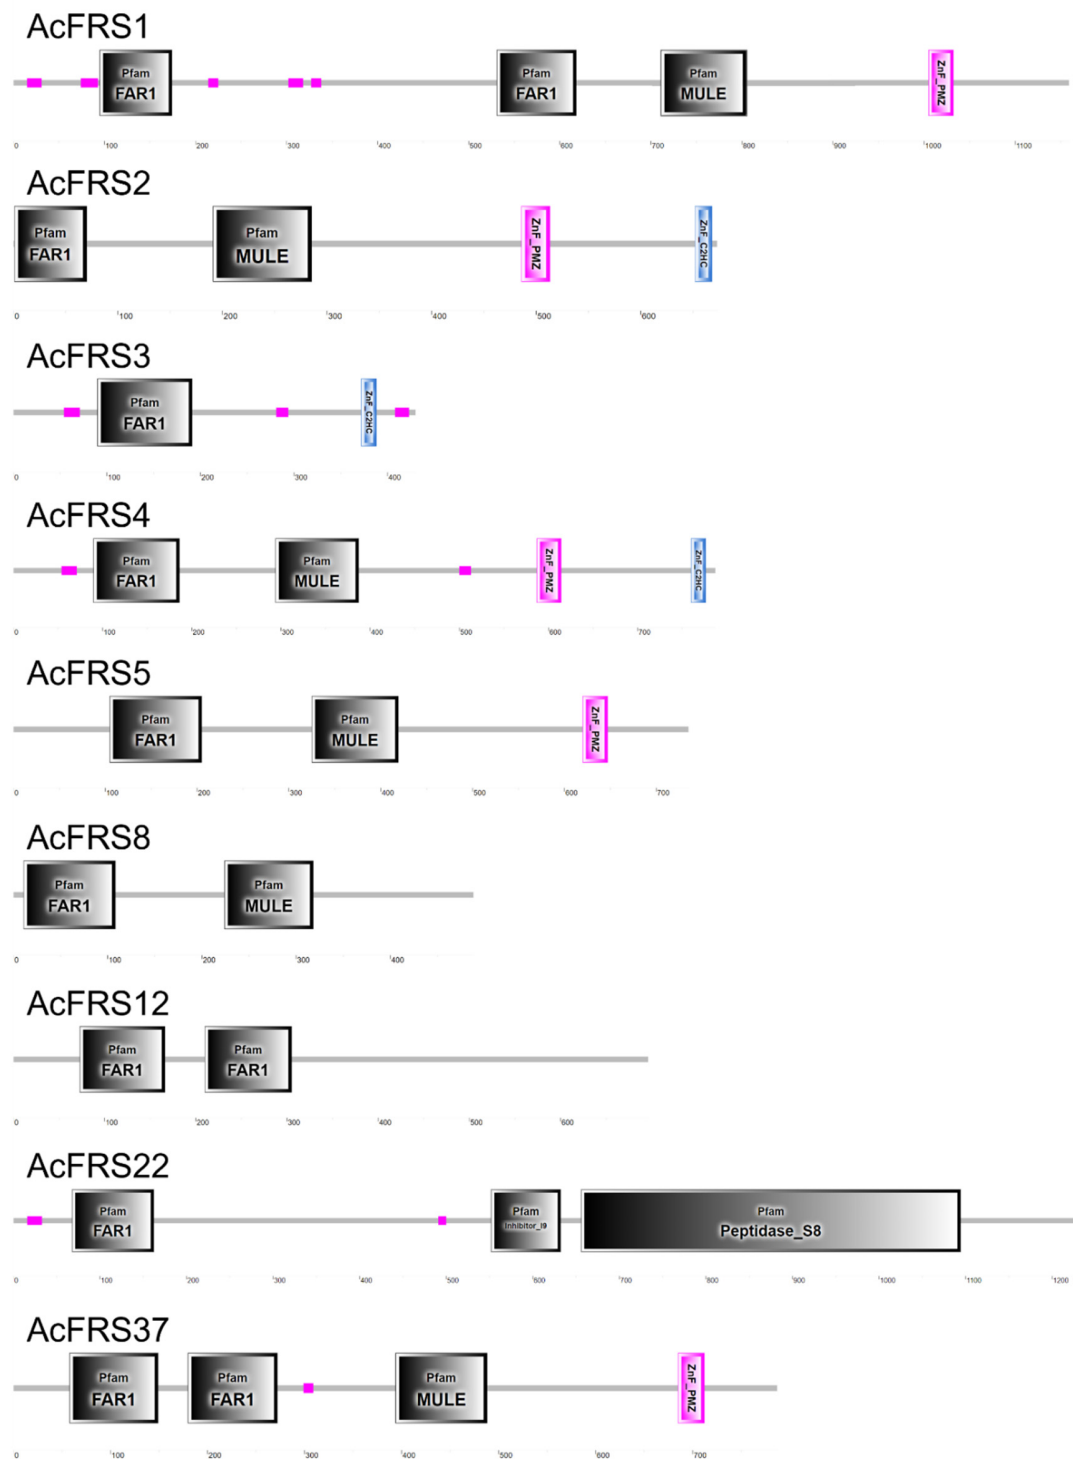 AcFRS1
Pfam FAR1 Pfam FAR1 Pfam MULE ZnF_PMZ
0 100 200 300 400 500 600 700 800 900 1000 1100
AcFRS2
Pfam FAR1 Pfam MULE ZnF_PMZ ZnF_C2HC
0 100 200 300 400 500 600
AcFRS3
Pfam FAR1 ZnF_C2HC
0 100 200 300 400
AcFRS4
Pfam FAR1 Pfam MULE ZnF_PMZ ZnF_C2HC
0 100 200 300 400 500 600 700
AcFRS5
Pfam FAR1 Pfam MULE ZnF_PMZ
0 100 200 300 400 500 600 700
AcFRS8
Pfam FAR1 Pfam MULE
0 100 200 300 400
AcFRS12
Pfam FAR1 Pfam FAR1
0 100 200 300 400 500 600
AcFRS22
Pfam FAR1 Pfam Inhibitor_I9 Pfam Peptidase_S8
0 100 200 300 400 500 600 700 800 900 1000 1100 1200
AcFRS37
Pfam FAR1 Pfam FAR1 Pfam MULE ZnF_PMZ
0 100 200 300 400 500 600 700